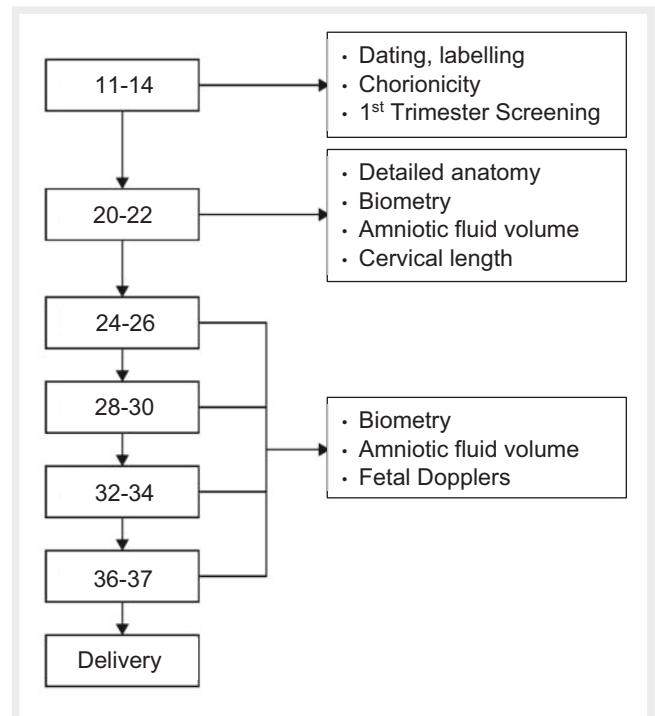 11-14
· Dating, labelling
· Chorionicity
· 1st Trimester Screening
20-22
· Detailed anatomy
· Biometry
· Amniotic fluid volume
· Cervical length
24-26
28-30
32-34
36-37
· Biometry
· Amniotic fluid volume
· Fetal Dopplers
Delivery